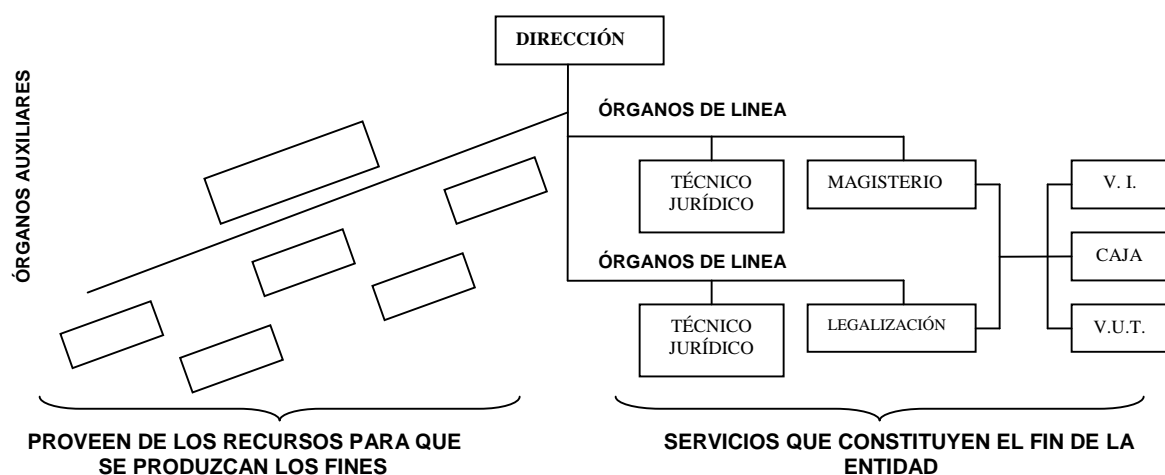 DIRECCIÓN
ÓRGANOS AUXILIARES
ÓRGANOS DE LINEA
TÉCNICO
JURÍDICO
MAGISTERIO
V. I.
CAJA
ÓRGANOS DE LINEA
TÉCNICO
JURÍDICO
LEGALIZACIÓN
V.U.T.
PROVEEN DE LOS RECURSOS PARA QUE
SE PRODUZCAN LOS FINES
SERVICIOS QUE CONSTITUYEN EL FIN DE LA
ENTIDAD